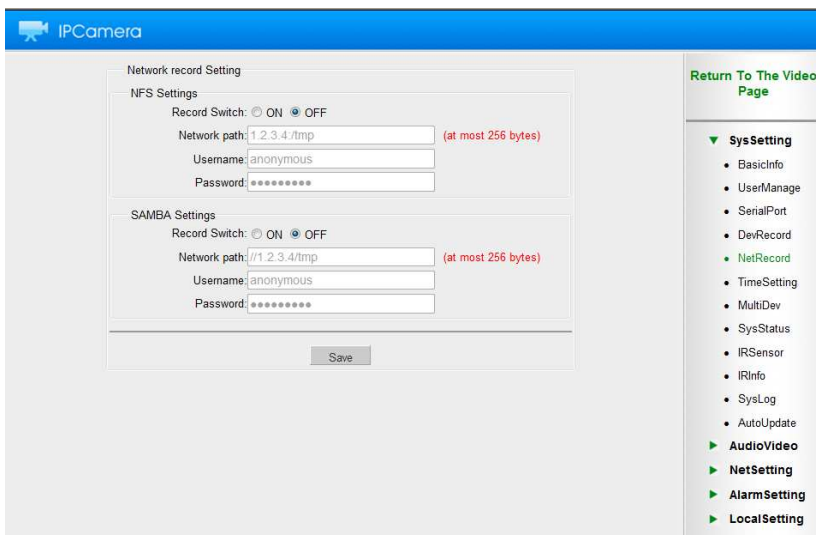 IPCamera
Network record Setting
NFS Settings
Record Switch: ON OFF
Network path: 1.2.3.4:/tmp (at most 256 bytes)
Username: anonymous
Password: ●●●●●●●●●
SAMBA Settings
Record Switch: ON OFF
Network path: //1.2.3.4/tmp (at most 256 bytes)
Username: anonymous
Password: ●●●●●●●●●
Save
Return To The Video
Page
SysSetting
BasicInfo
UserManage
SerialPort
DevRecord
NetRecord
TimeSetting
MultiDev
SysStatus
IRSensor
IRInfo
SysLog
AutoUpdate
AudioVideo
NetSetting
AlarmSetting
LocalSetting